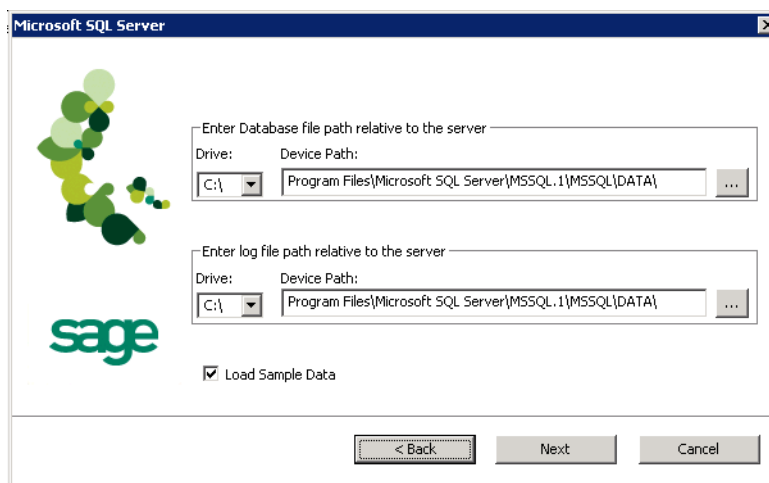 Microsoft SQL Server
Enter Database file path relative to the server
Drive: Device Path:
C:\ Program Files\Microsoft SQL Server\MSSQL.1\MSSQL\DATA\ ...
Enter log file path relative to the server
Drive: Device Path:
C:\ Program Files\Microsoft SQL Server\MSSQL.1\MSSQL\DATA\ ...
sage
Load Sample Data
< Back Next Cancel